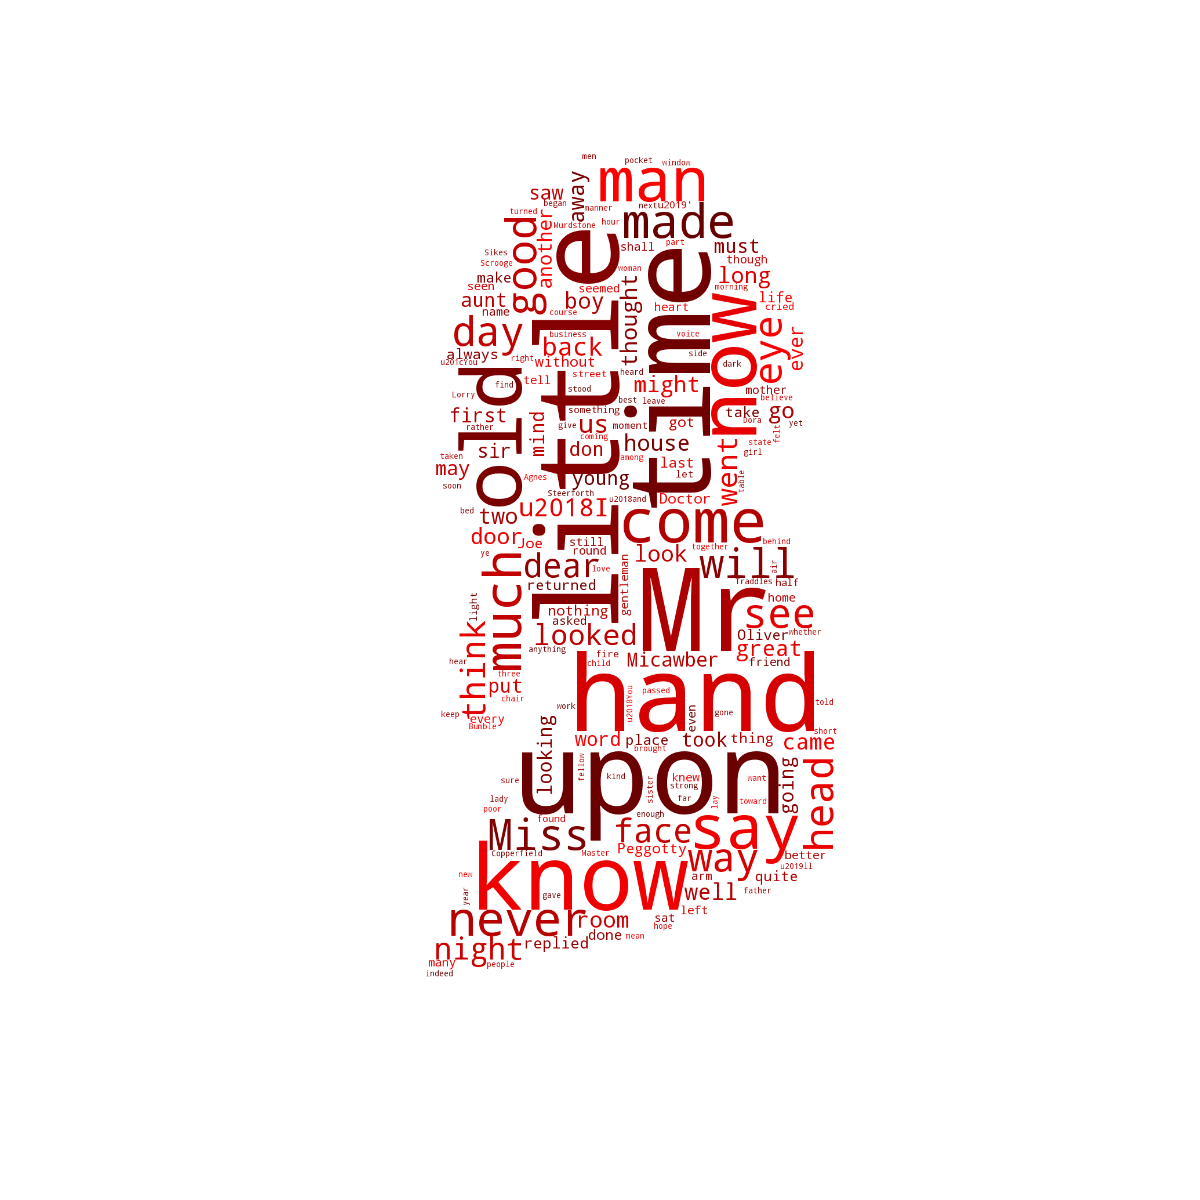 men
pocket
window
man
saw
away
began
manner
nextu2019'
turned
another
Murdstone
hour
made
good
e
Sikes
Scrooge
shall
part
must
though
make
seen
woman
long
morning
seemed
aunt
name
boy
thought
heart
time
now
life
cried
day
course
business
voice
eye
ever
always
back
u201cYou
right
without
side
dark
mother
believe
old
find
tell
street
heard
might
Lorry
stood
best
leave
little
something
take
Dora
go
yet
first
rather
mind
give
us
moment
got
felt
sir
coming
house
state
girl
don
among
went
taken
may
last
let
table
soon
Agnes
young
Steerforth
u2018and
Doctor
u2018I
bed
two
come
door
Joe
still
round
behind
ye
look
together
will
air
dear
love
much
returned
gentleman
Traddles
half
light
nothing
Mr
home
see
asked
looked
Oliver
whether
think
anything
fire
great
hear
child
Micawber
friend
three
put
hand
chair
u2018You
passed
told
keep
every
work
even
gone
short
Bumble
looking
word
place
took
thing
came
brought
upon
fellow
kind
knew
strong
want
going
head
sure
sister
lady
far
lay
toward
poor
found
enough
say
Miss
face
Copperfield
Master
Peggotty
way
better
know
u2019ll
new
arm
quite
year
gave
well
father
never
room
left
sat
hope
night
replied
done
mean
many
people
indeed